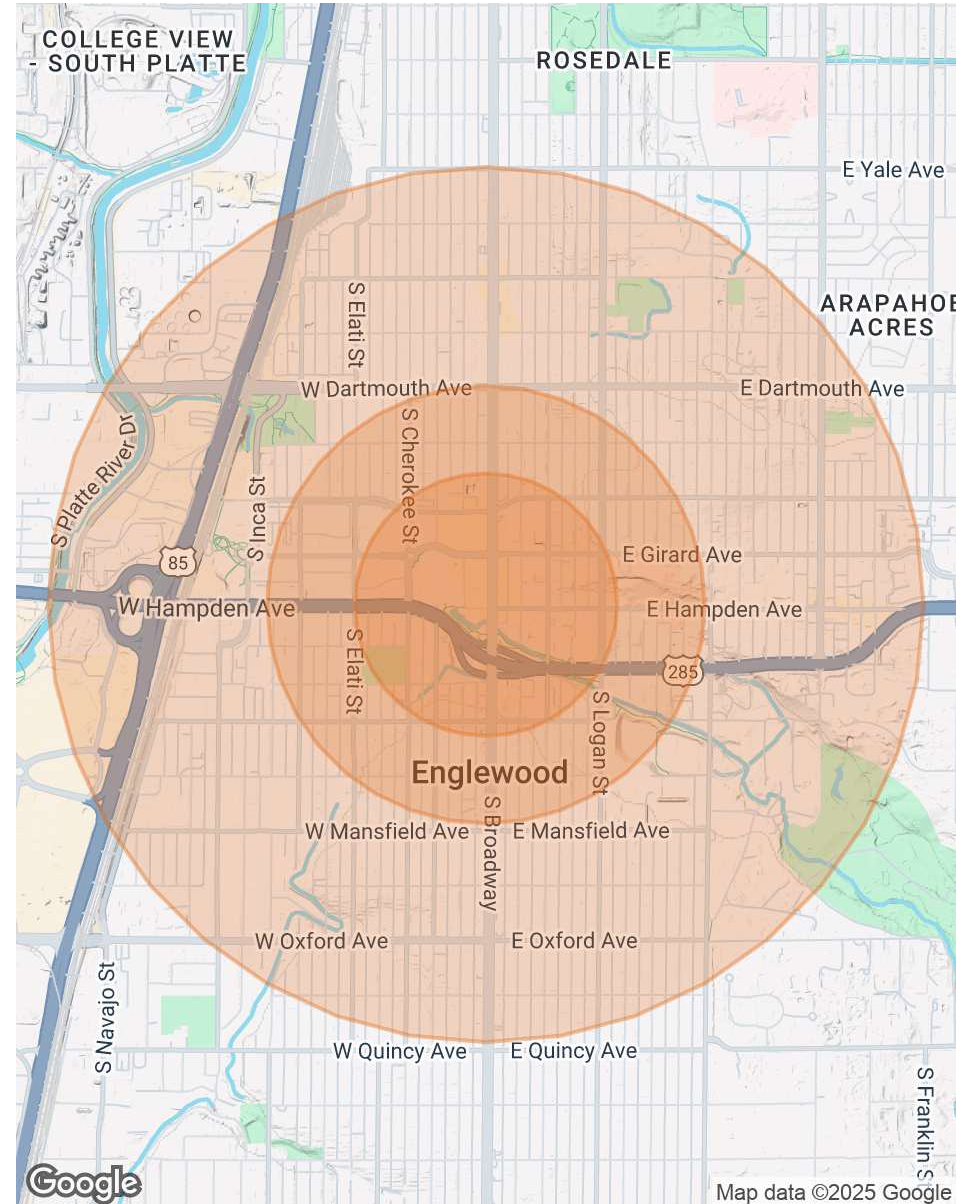 COLLEGE VIEW
- SOUTH PLATTE
ROSEDALE
E Yale Ave
S Elati St
ARAPAHOE
ACRES
W Dartmouth Ave
E Dartmouth Ave
S Cherokee St
S Platte River Dr
S Inca St
E Girard Ave
85
W Hampden Ave
E Hampden Ave
S Elati St
285
S Logan St
Englewood
S Broadway
W Mansfield Ave
E Mansfield Ave
W Oxford Ave
E Oxford Ave
S Navajo St
W Quincy Ave
E Quincy Ave
S Franklin S
Google
Map data ©2025 Google